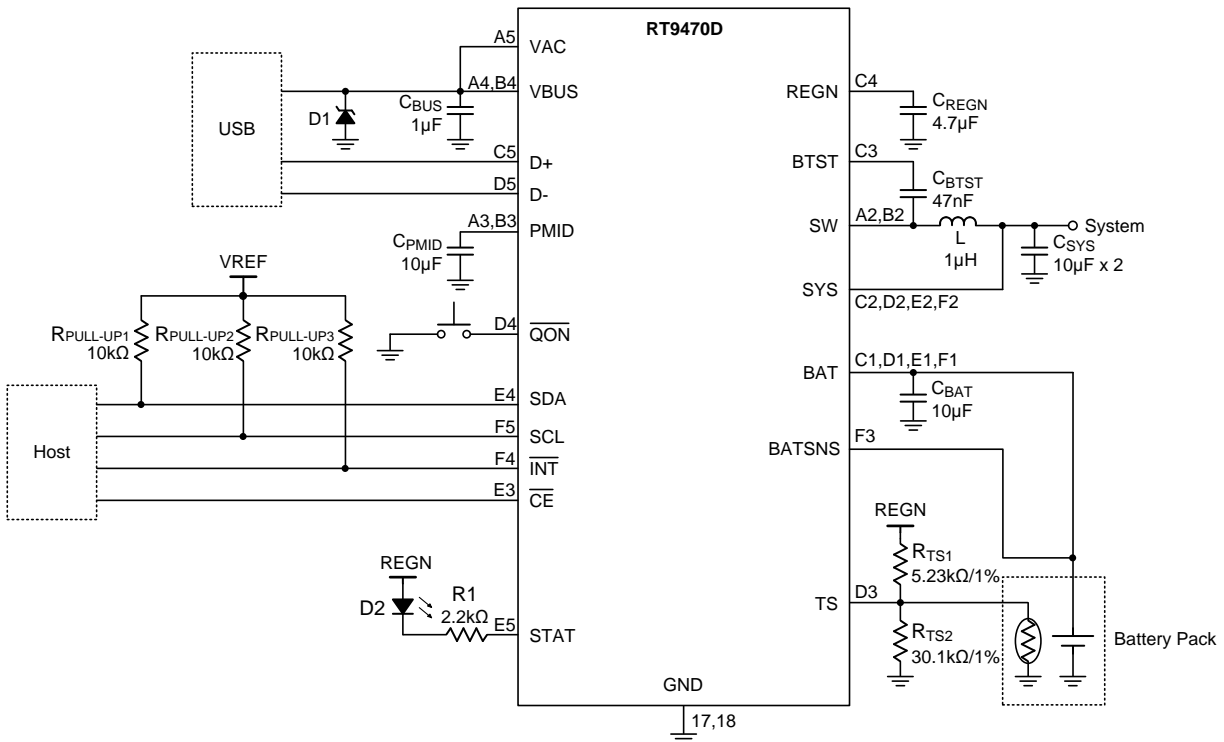 RT9470D
A5
VAC
A4,B4
VBUS
USB
D1
CBUS
1µF
C5
D+
D5
D-
A3,B3
PMID
CPMID
10µF
VREF
RPULL-UP1
10kΩ
RPULL-UP2
10kΩ
RPULL-UP3
10kΩ
D4
QON
Host
E4
SDA
F5
SCL
F4
INT
E3
CE
REGN
D2
R1
2.2kΩ
E5
STAT
GND
17,18
REGN
C4
CREGN
4.7µF
BTST
C3
CBTST
47nF
SW
A2,B2
L
1µH
System
CSYS
10µF x 2
SYS
C2,D2,E2,F2
BAT
C1,D1,E1,F1
CBAT
10µF
BATSNS
F3
REGN
RTS1
5.23kΩ/1%
TS
D3
RTS2
30.1kΩ/1%
Battery Pack